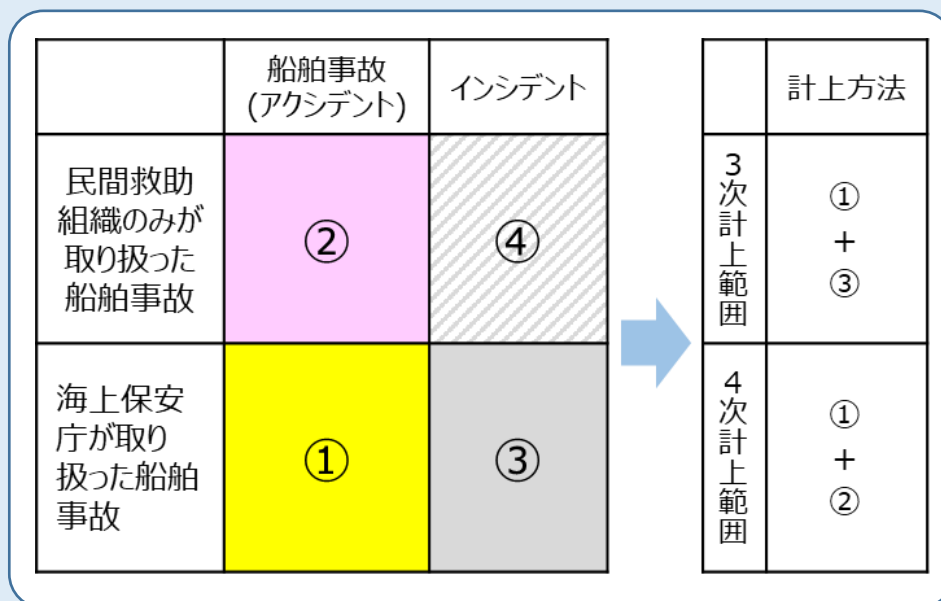 船舶事故
(アクシデント)
インシデント
民間救助
組織のみが
取り扱った
船舶事故
②
④
海上保安
庁が取り
扱った船舶
事故
①
③
計上方法
3次計上範囲
①
+
③
4次計上範囲
①
+
②